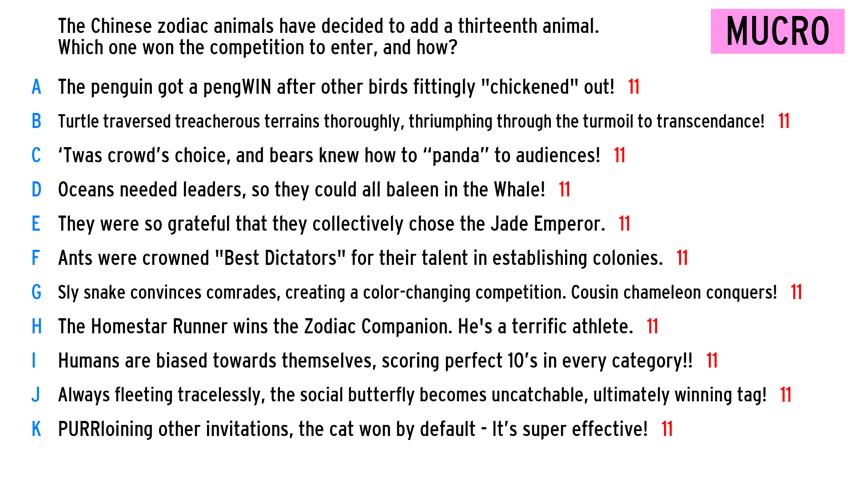 The Chinese zodiac animals have decided to add a thirteenth animal.
Which one won the competition to enter, and how?
MUCRO
A The penguin got a pengWIN after other birds fittingly "chickened" out! 11
B Turtle traversed treacherous terrains thoroughly, thriumphing through the turmoil to transcendance! 11
C ‘Twas crowd’s choice, and bears knew how to “panda” to audiences! 11
D Oceans needed leaders, so they could all baleen in the Whale! 11
E They were so grateful that they collectively chose the Jade Emperor. 11
F Ants were crowned "Best Dictators" for their talent in establishing colonies. 11
G Sly snake convinces comrades, creating a color-changing competition. Cousin chameleon conquers! 11
H The Homestar Runner wins the Zodiac Companion. He's a terrific athlete. 11
I Humans are biased towards themselves, scoring perfect 10’s in every category!! 11
J Always fleeting tracelessly, the social butterfly becomes uncatchable, ultimately winning tag! 11
K PURRloining other invitations, the cat won by default - It’s super effective! 11